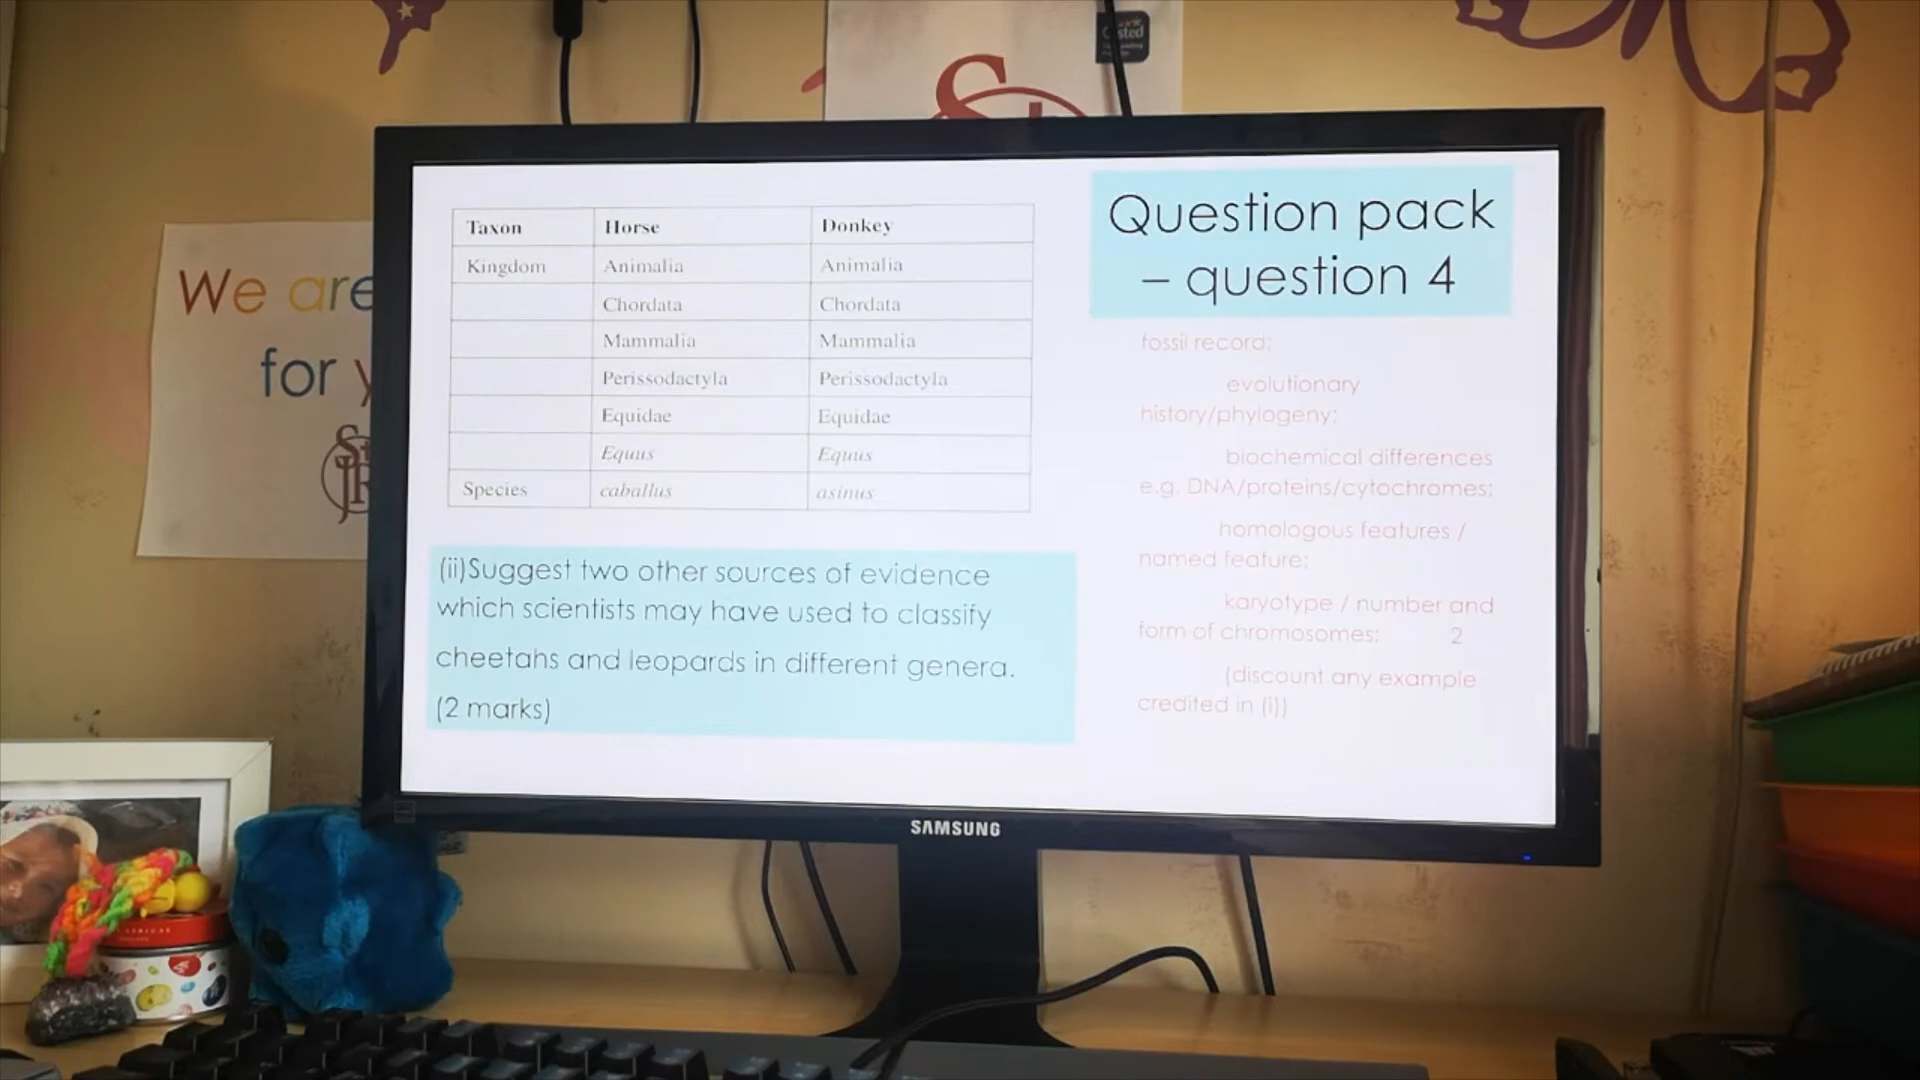 Ofsted
We are
for y
Taxon Horse Donkey
Kingdom Animalia Animalia
Chordata Chordata
Mammalia Mammalia
Perissodactyla Perissodactyla
Equidae Equidae
Equus Equus
Species caballus asinus
(ii)Suggest two other sources of evidence
which scientists may have used to classify
cheetahs and leopards in different genera.
(2 marks)
Question pack
– question 4
fossil record;
evolutionary
history/phylogeny;
biochemical differences
e.g. DNA/proteins/cytochromes;
homologous features /
named feature;
karyotype / number and
form of chromosomes; 2
(discount any example
credited in (i))
SAMSUNG